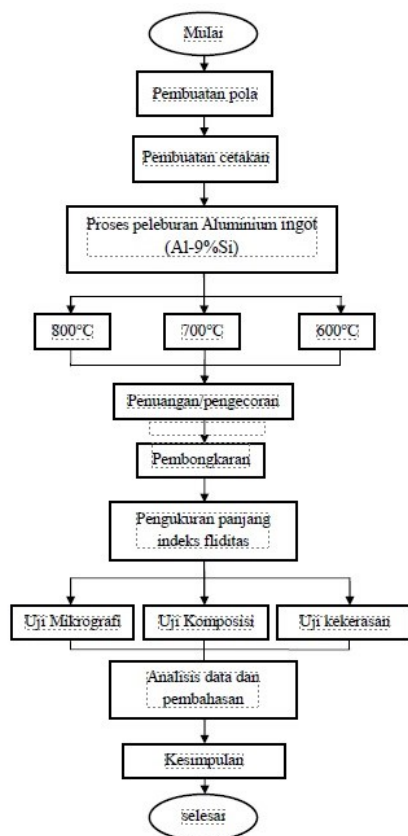 Mulai
Pembuatan pola
Pembuatan cetakan
Proses peleburan Aluminium ingot
(Al-9%Si)
800°C
700°C
600°C
Penuangan/pengecoran
Pembongkaran
Pengukuran panjang
indeks fliditas
Uji Mikrografi
Uji Komposisi
Uji kekerasan
Analisis data dan
pembahasan
Kesimpulan
selesar